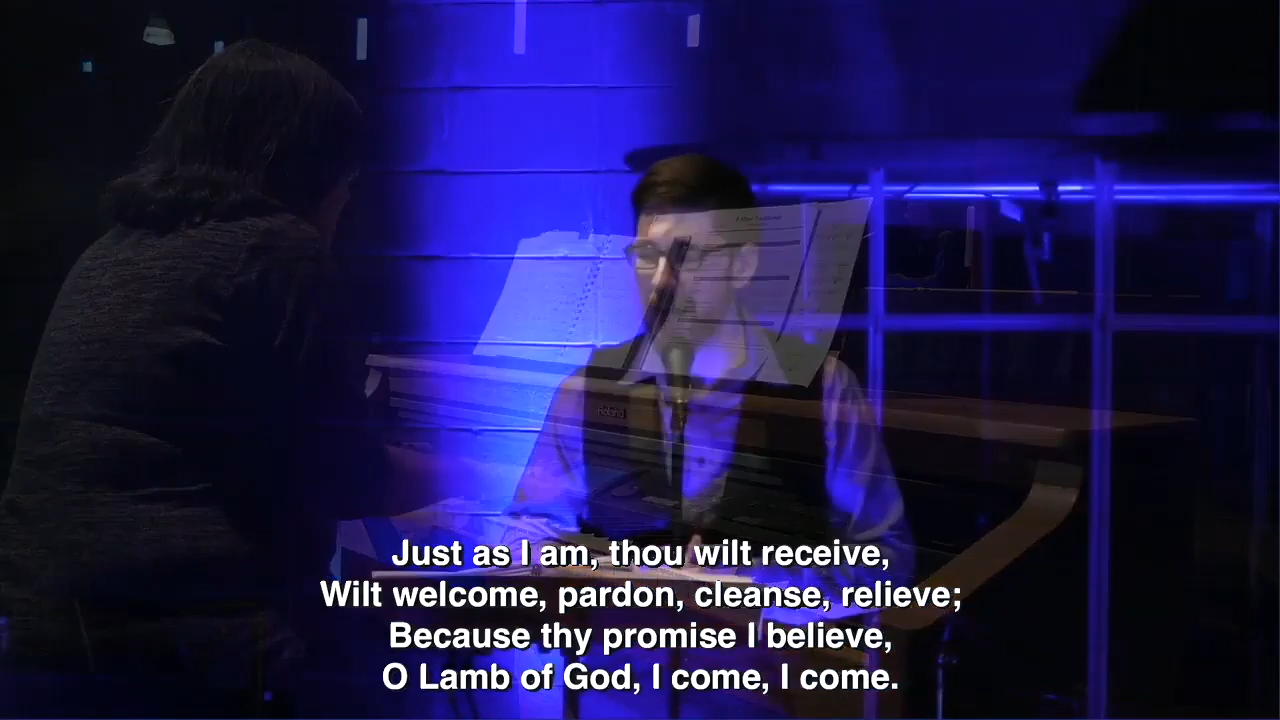 Roland
Just as I am, thou wilt receive,
Wilt welcome, pardon, cleanse, relieve;
Because thy promise I believe,
O Lamb of God, I come, I come.